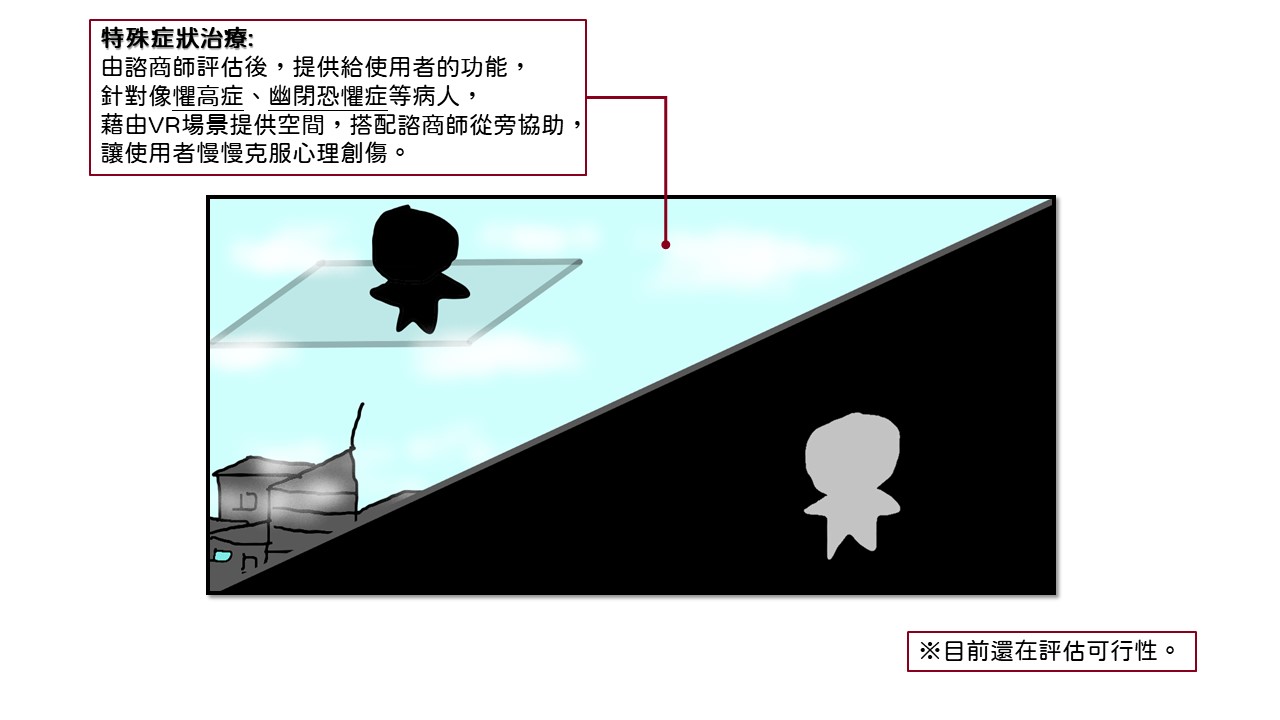 特殊症狀治療:
由諮商師評估後，提供給使用者的功能，
針對像懼高症、幽閉恐懼症等病人，
藉由VR場景提供空間，搭配諮商師從旁協助，
讓使用者慢慢克服心理創傷。
※目前還在評估可行性。